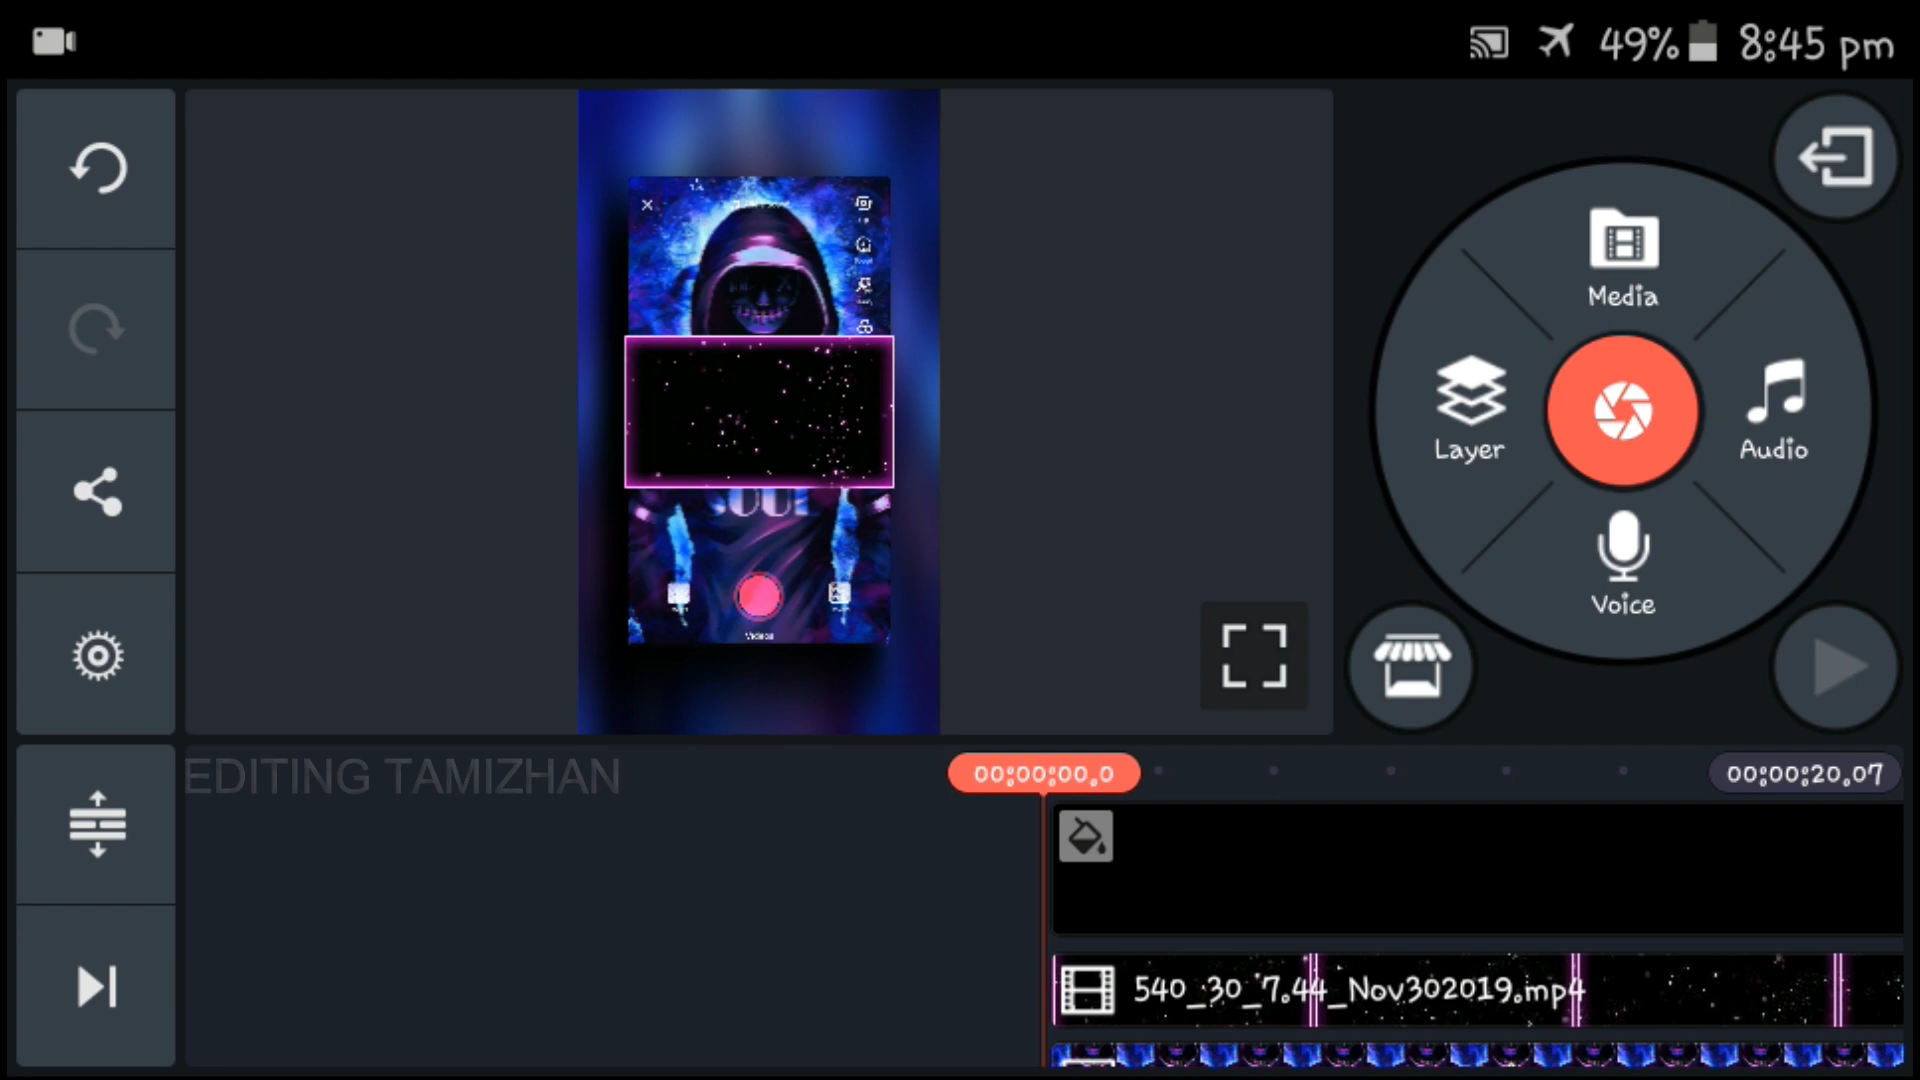 49% 8:45 pm
Media
Layer
Audio
Voice
Videos
EDITING TAMIZHAN
00:00:00.0
00:00:20.07
540_30_7.44_Nov302019.mp4